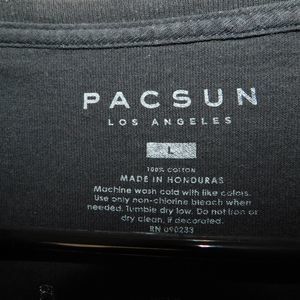 PACSUN
LOS ANGELES
L
100% COTTON
MADE IN HONDURAS
Machine wash cold with like colors.
Use only non-chlorine bleach when
needed. Tumble dry low. Do not iron or
dry clean, if decorated.
RN 090233